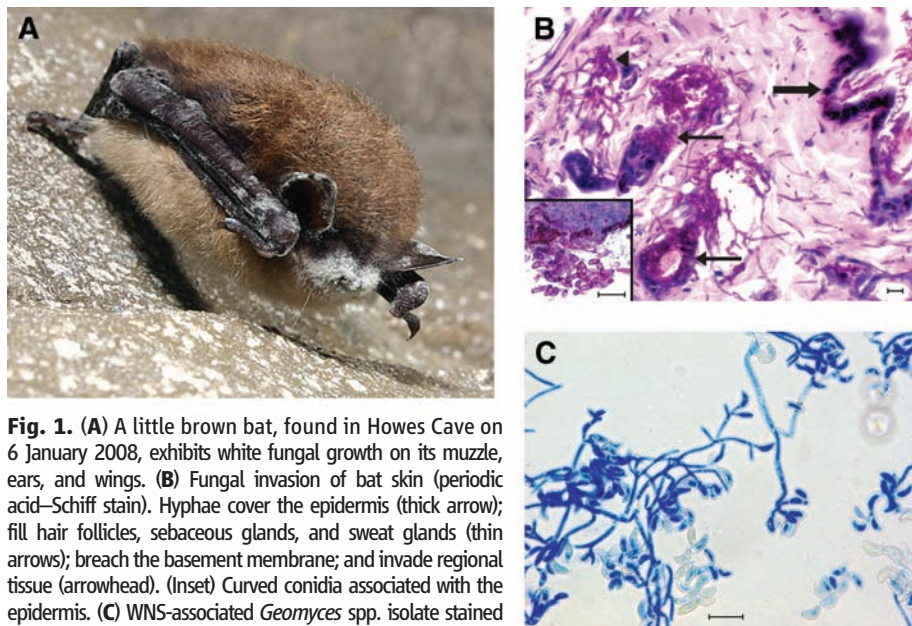 A
B
C
Fig. 1. (A) A little brown bat, found in Howes Cave on
6 January 2008, exhibits white fungal growth on its muzzle,
ears, and wings. (B) Fungal invasion of bat skin (periodic
acid–Schiff stain). Hyphae cover the epidermis (thick arrow);
fill hair follicles, sebaceous glands, and sweat glands (thin
arrows); breach the basement membrane; and invade regional
tissue (arrowhead). (Inset) Curved conidia associated with the
epidermis. (C) WNS-associated Geomyces spp. isolate stained